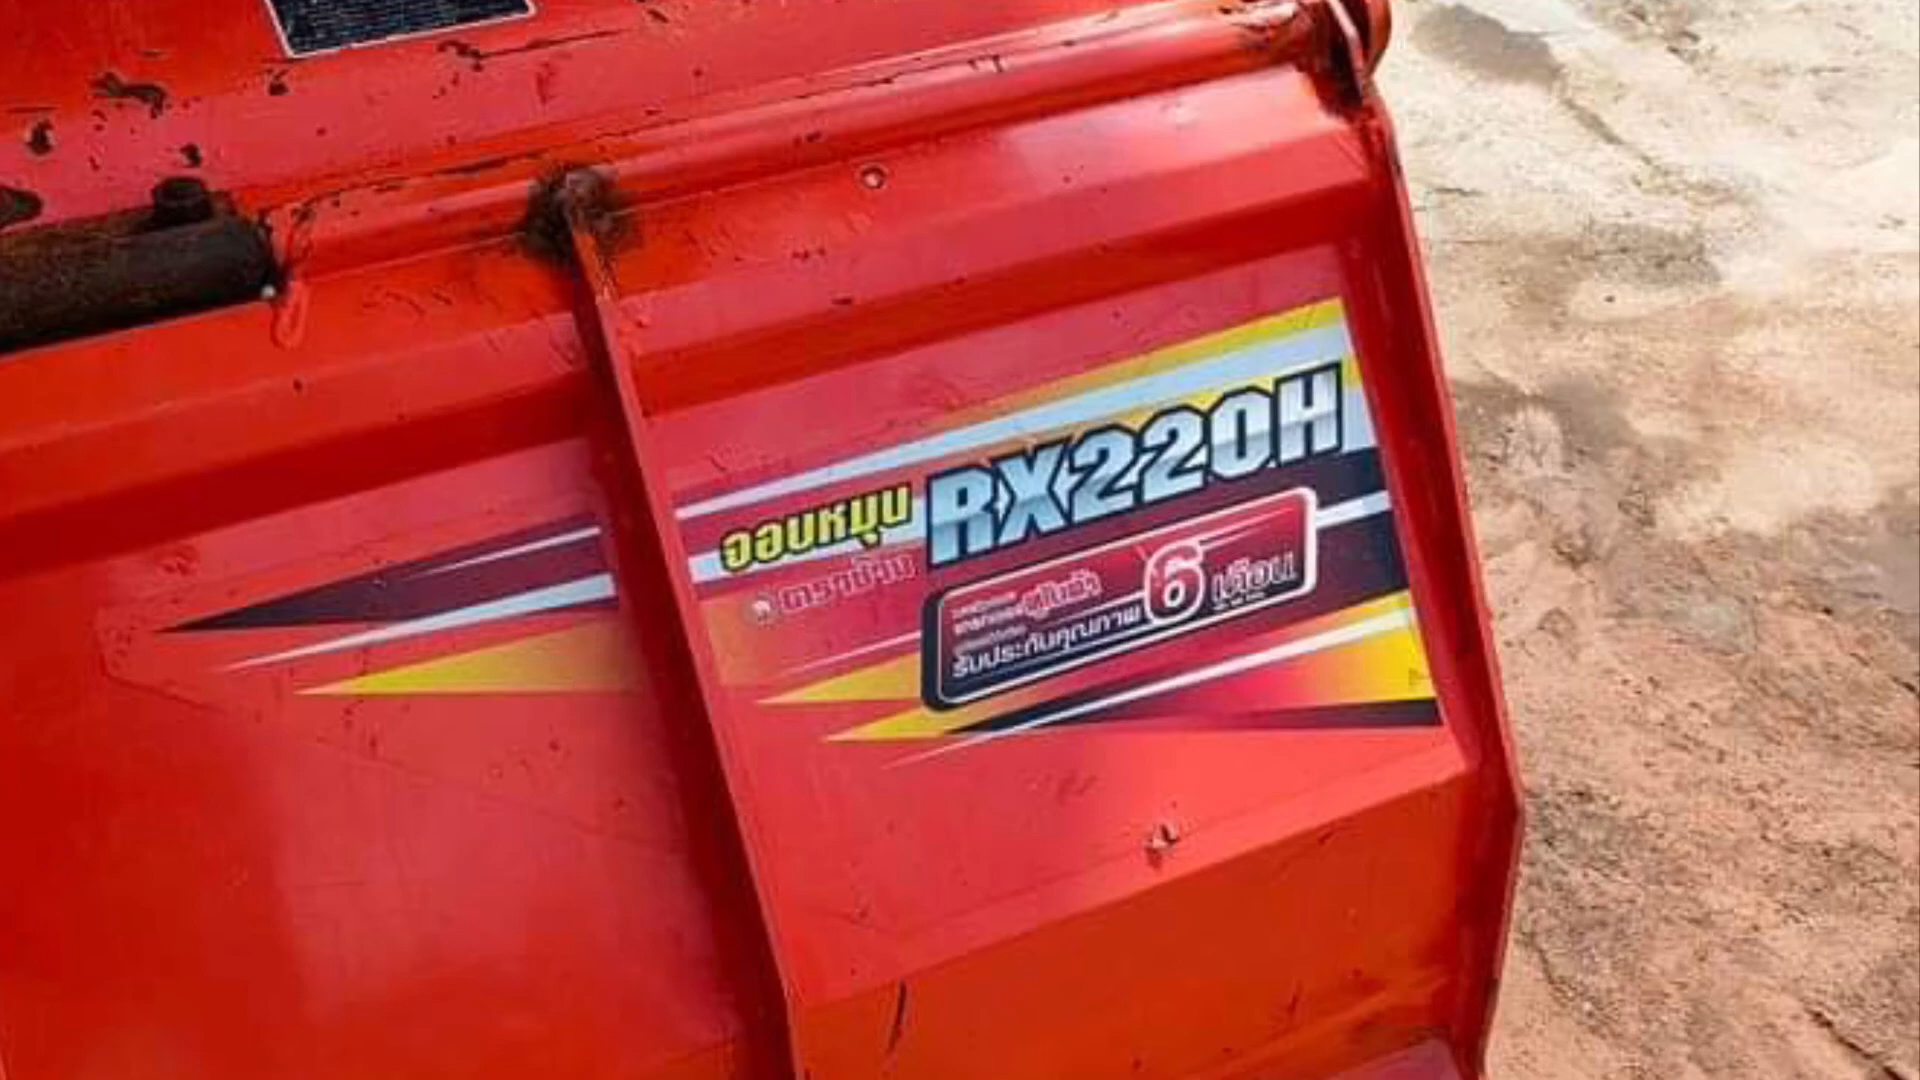 จอบหมุน RX220H
ตราช้าง
รับประกันคุณภาพ 6 เดือน